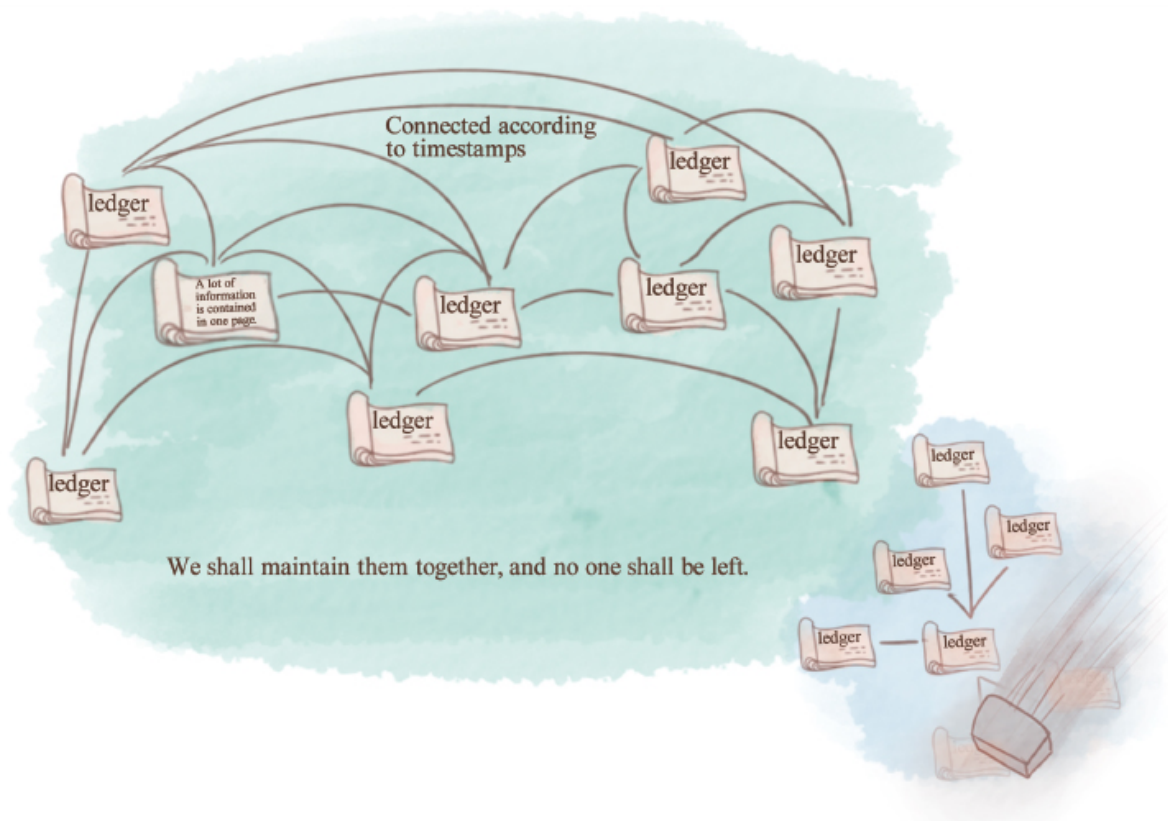 Connected according
to timestamps
ledger
ledger
ledger
A lot of
information
is contained
in one page.
ledger
ledger
ledger
ledger
ledger
We shall maintain them together, and no one shall be left.
ledger
ledger
ledger
ledger
ledger